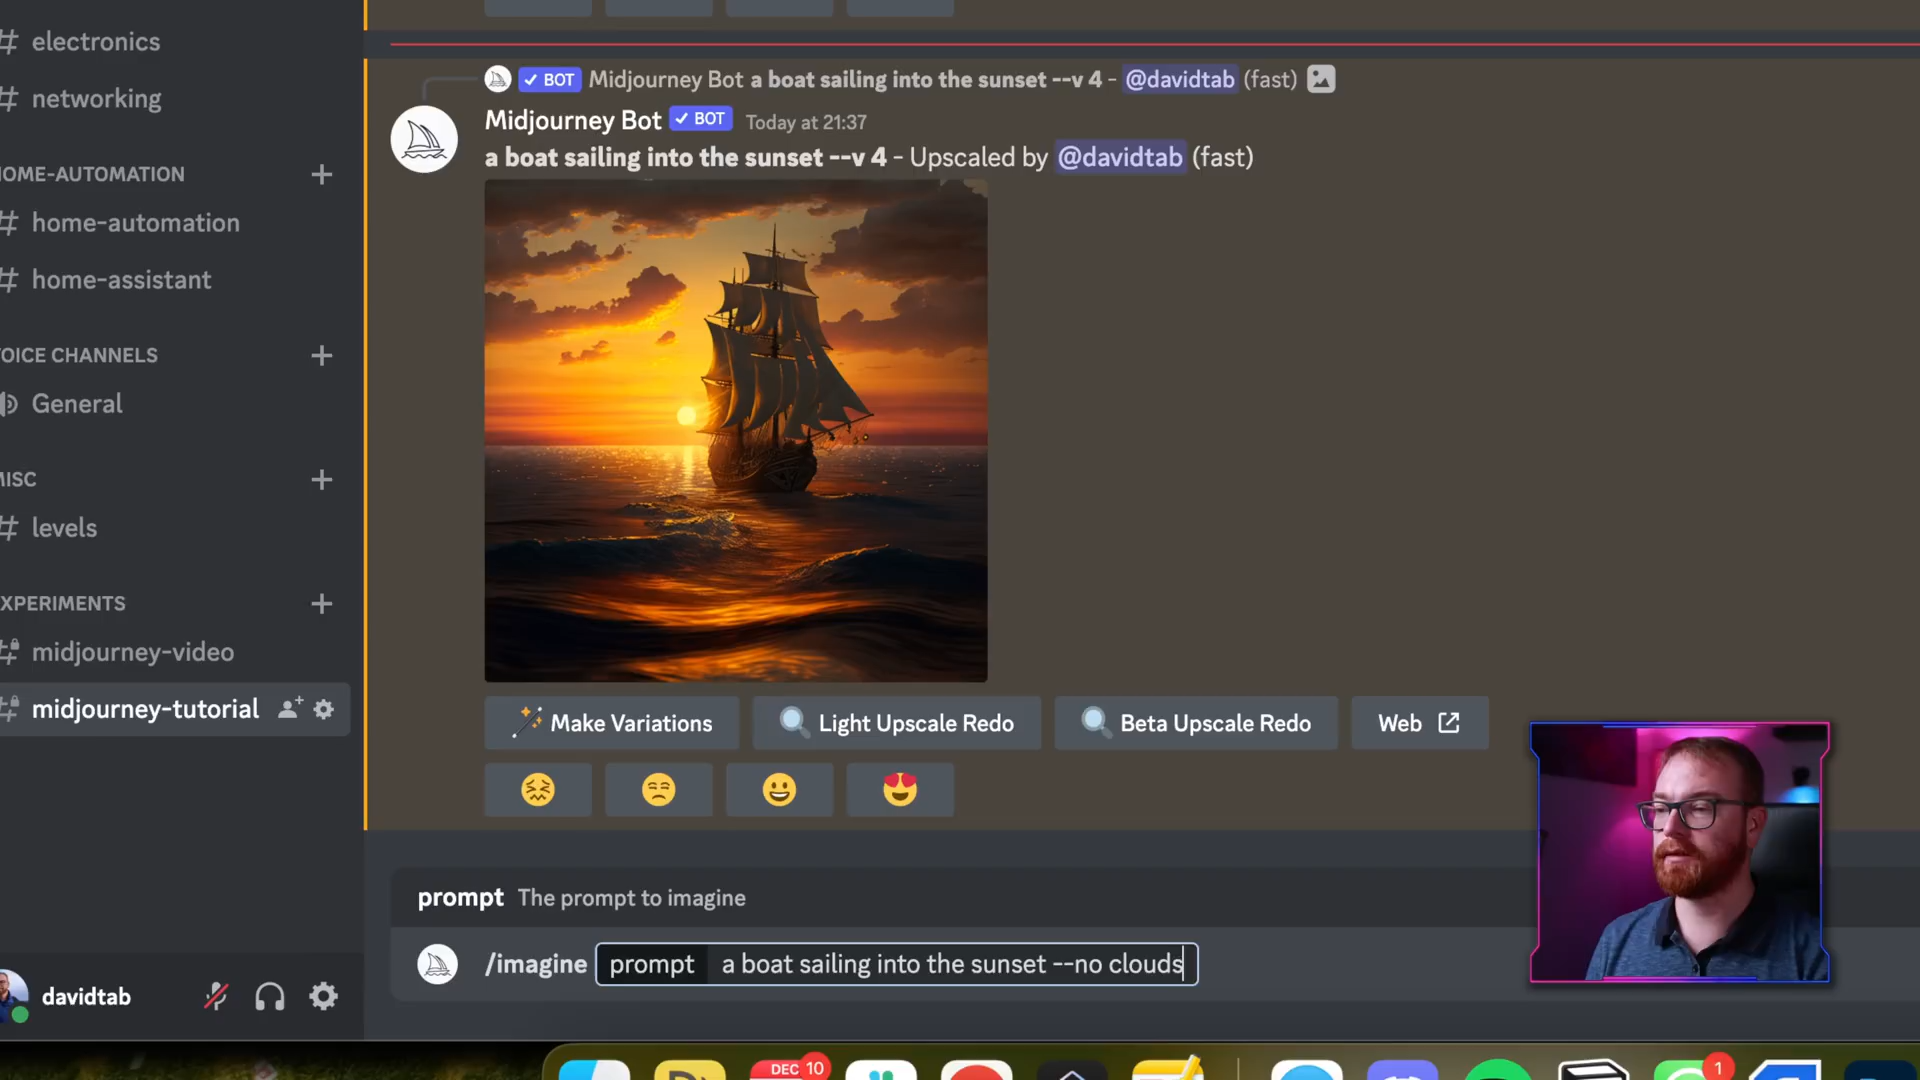 electronics
networking
OME-AUTOMATION
home-automation
home-assistant
OICE CHANNELS
General
MISC
levels
XPERIMENTS
midjourney-video
midjourney-tutorial
davidtab
BOT Midjourney Bot a boat sailing into the sunset --v 4 - @davidtab (fast)
Midjourney Bot BOT Today at 21:37
a boat sailing into the sunset --v 4 - Upscaled by @davidtab (fast)
Make Variations Light Upscale Redo Beta Upscale Redo Web
prompt The prompt to imagine
/imagine prompt a boat sailing into the sunset --no clouds
DEC 10
1